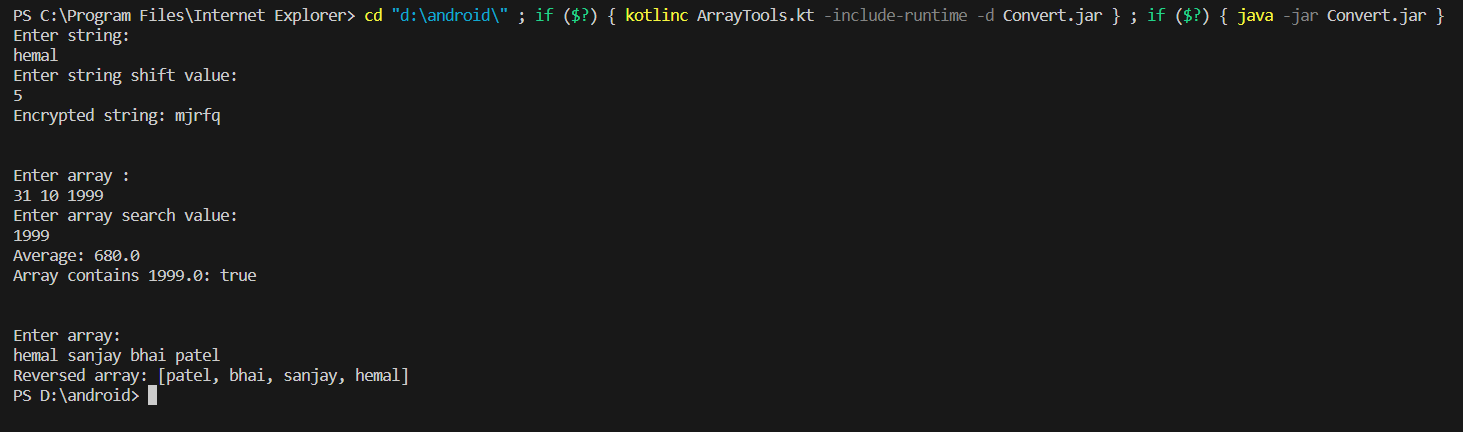 PS C:\Program Files\Internet Explorer> cd "d:\android\" ; if ($?) { kotlinc ArrayTools.kt -include-runtime -d Convert.jar } ; if ($?) { java -jar Convert.jar }
Enter string:
hemal
Enter string shift value:
5
Encrypted string: mjrfq
Enter array :
31 10 1999
Enter array search value:
1999
Average: 680.0
Array contains 1999.0: true
Enter array:
hemal sanjay bhai patel
Reversed array: [patel, bhai, sanjay, hemal]
PS D:\android>